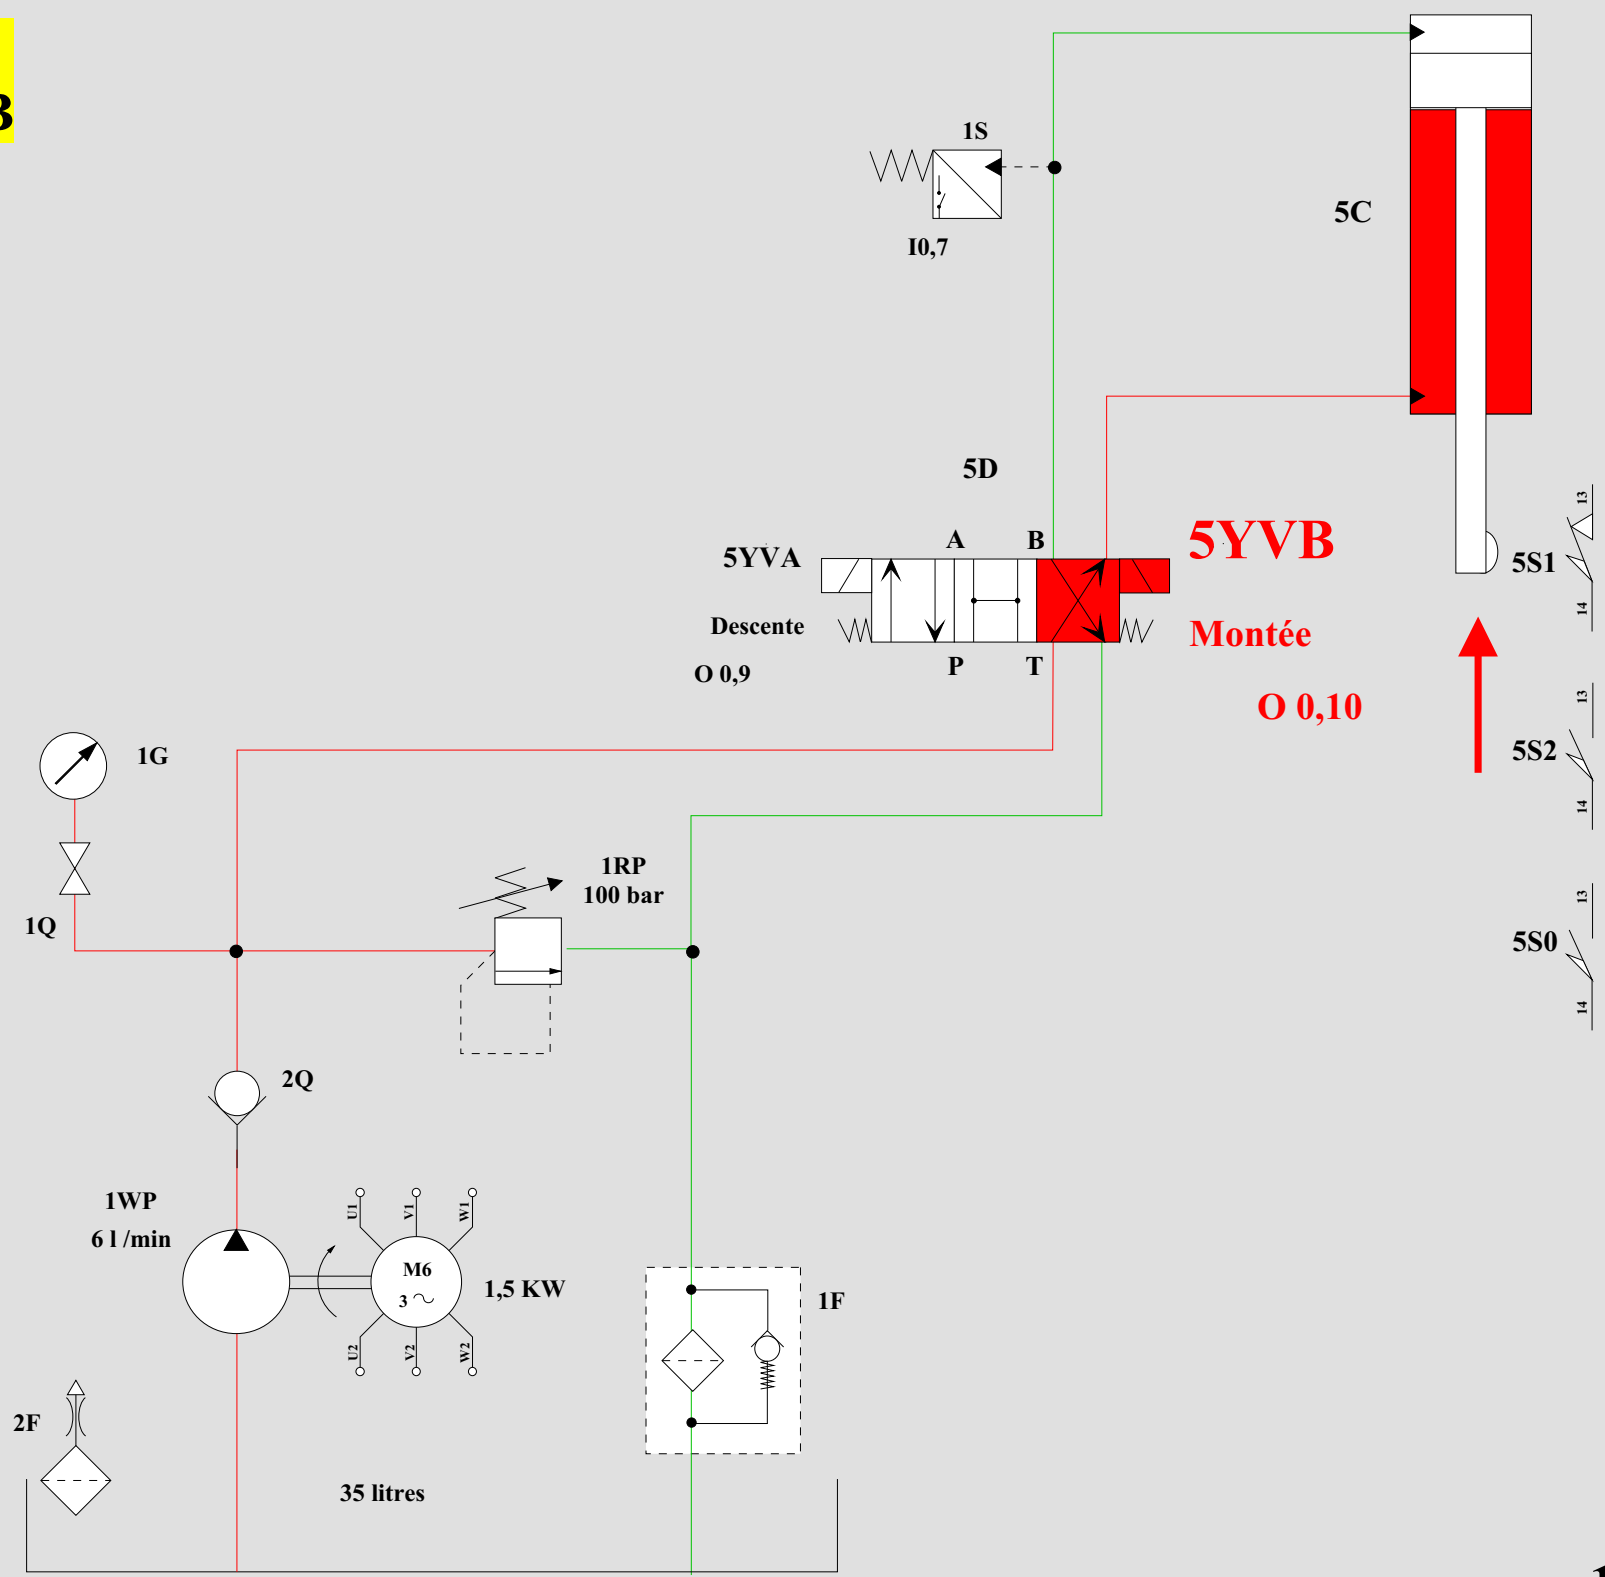 B
1S
I0,7
5C
5D
A
B
5YVA
5YVB
Descente
Montée
O 0,9
P
T
O 0,10
13
5S1
14
13
5S2
14
13
5S0
14
1G
1Q
1RP
100 bar
2Q
1WP
6 l /min
U1
V1
W1
M6
3
1,5 KW
U2
V2
W2
1F
2F
35 litres